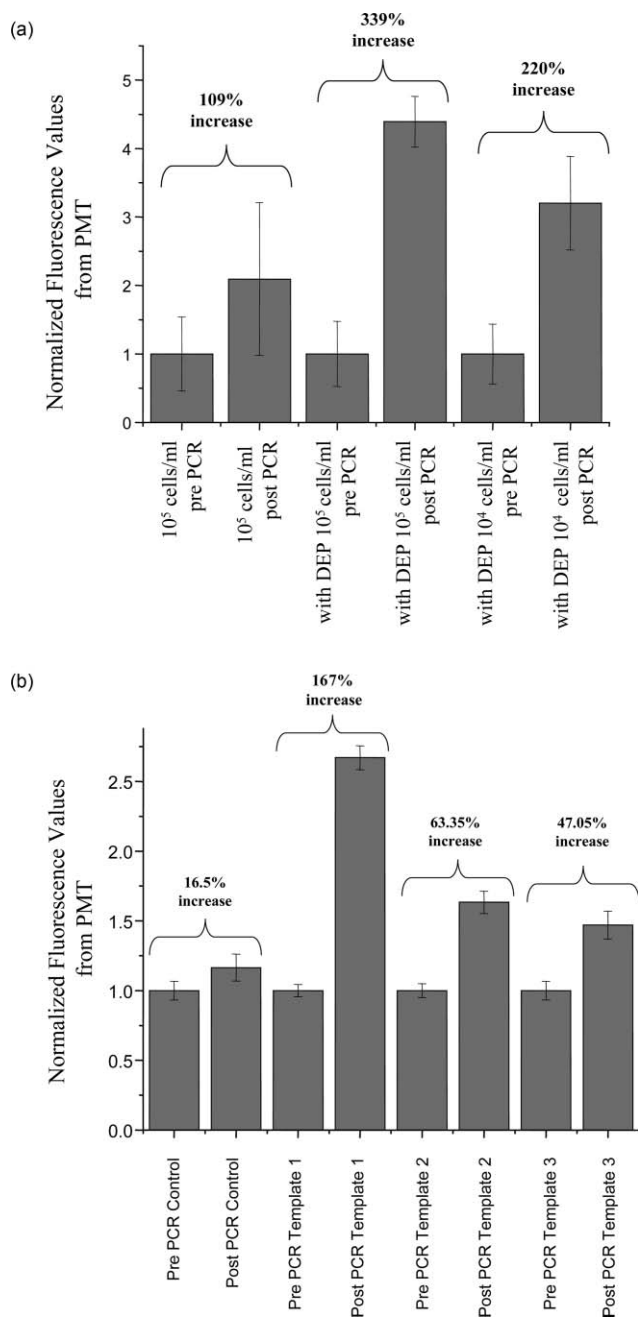 (a)
339%
increase
109%
increase
220%
increase
Normalized Fluorescence Values
from PMT
5
4
3
2
1
0
10⁵ cells/ml
pre PCR
10⁵ cells/ml
post PCR
with DEP 10⁵ cells/ml
pre PCR
with DEP 10⁵ cells/ml
post PCR
with DEP 10⁴ cells/ml
pre PCR
with DEP 10⁴ cells/ml
post PCR
(b)
167%
increase
63.35%
increase
47.05%
increase
16.5%
increase
Normalized Fluorescence Values
from PMT
2.5
2.0
1.5
1.0
0.5
0.0
Pre PCR Control
Post PCR Control
Pre PCR Template 1
Post PCR Template 1
Pre PCR Template 2
Post PCR Template 2
Pre PCR Template 3
Post PCR Template 3